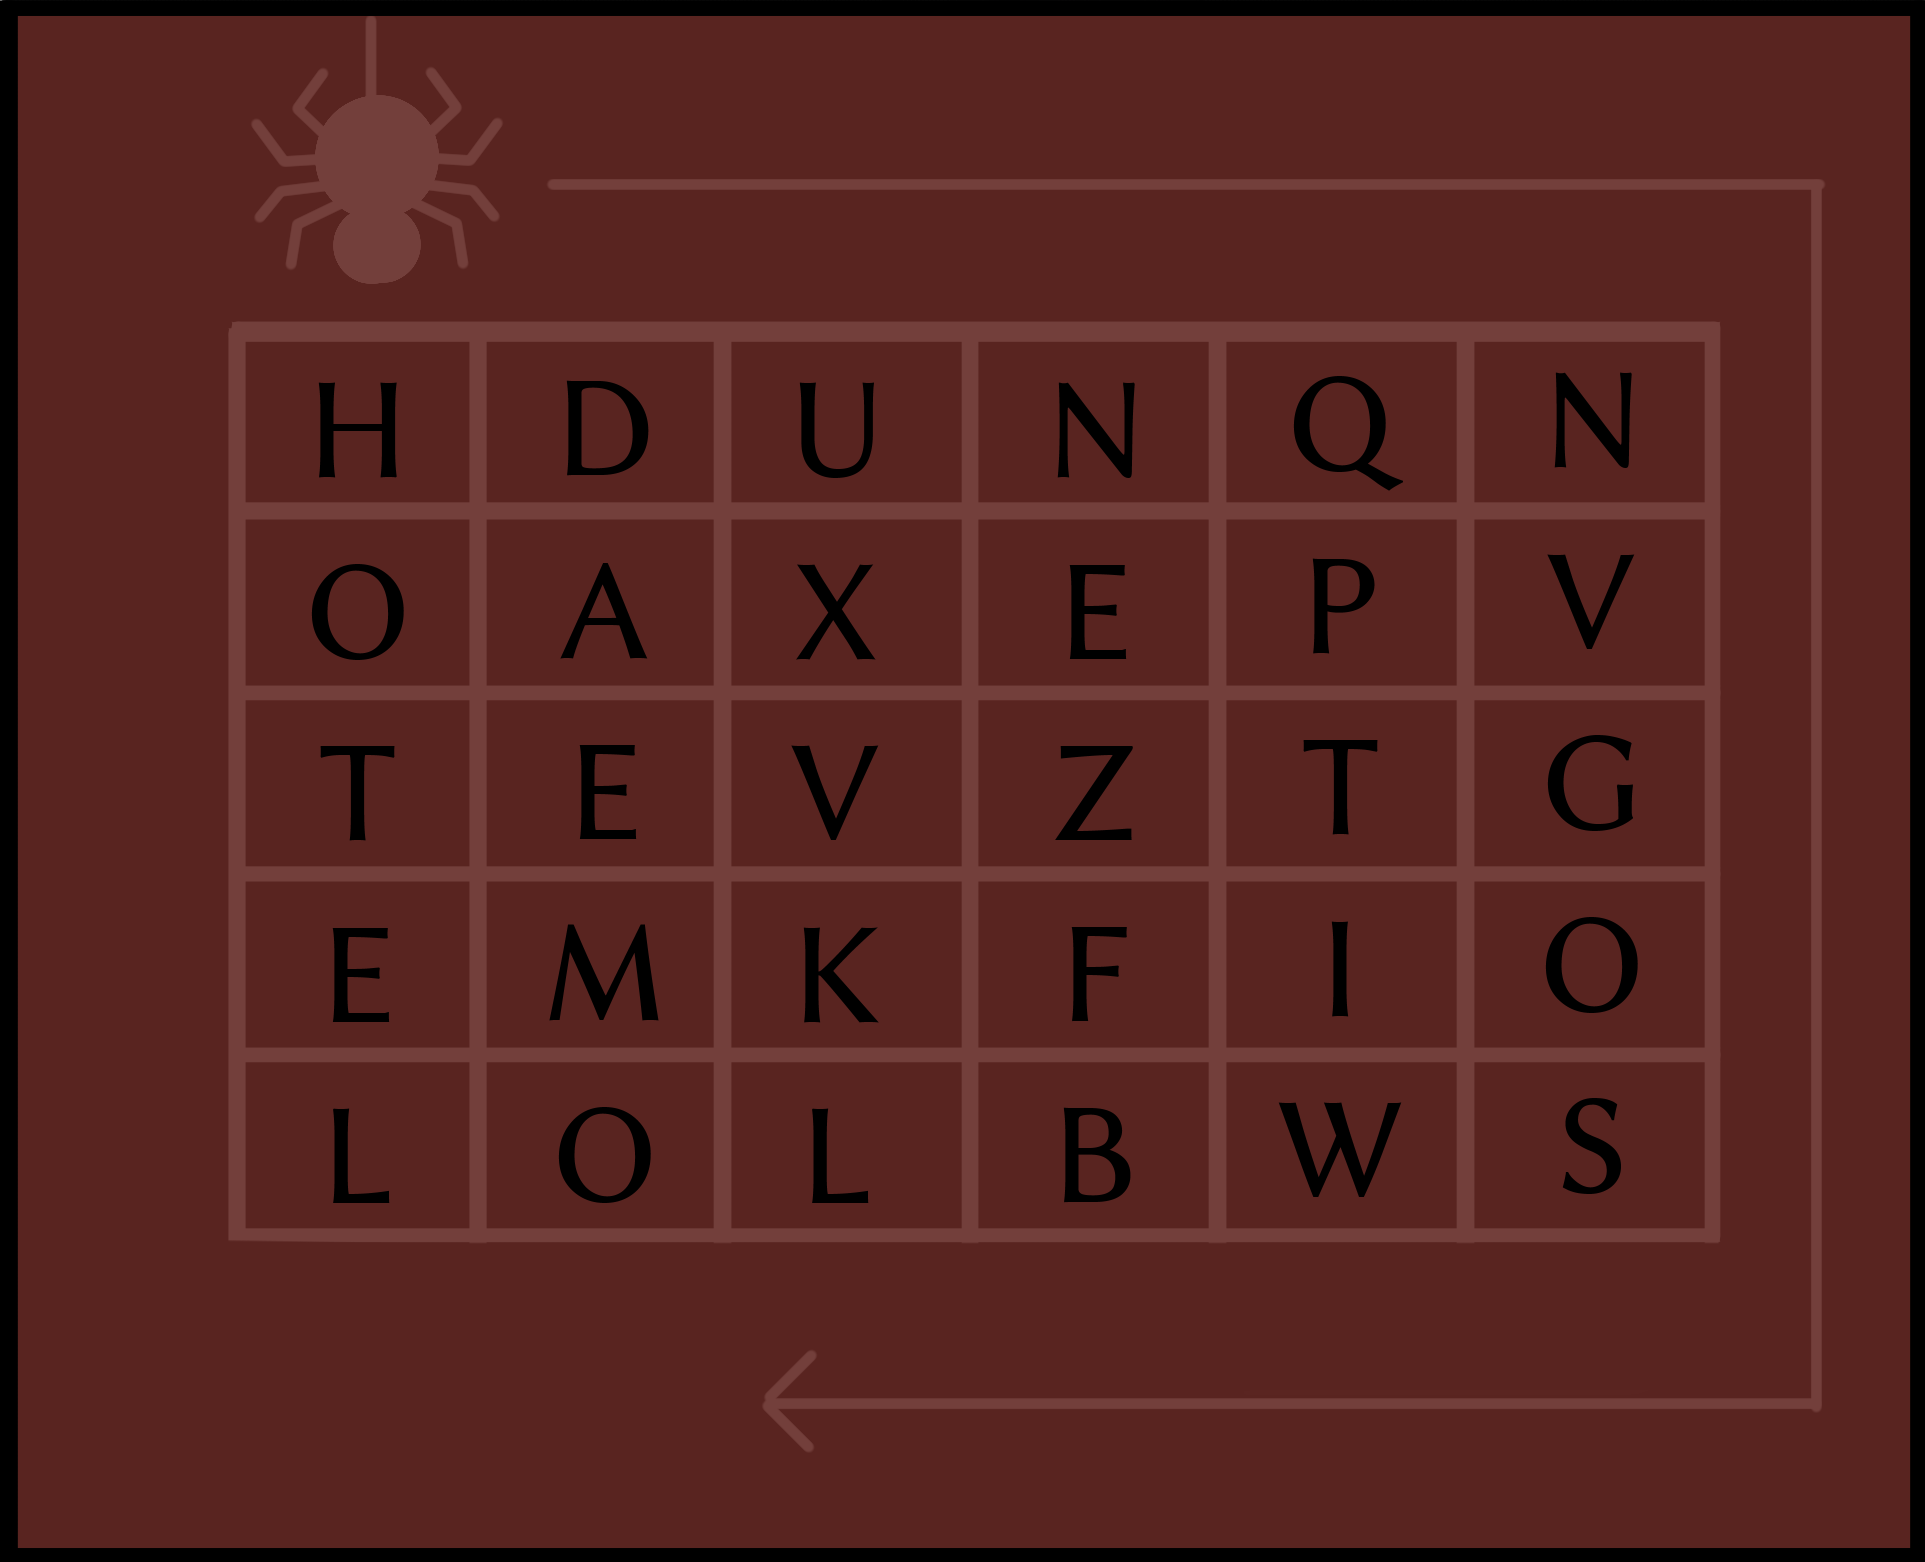 H D U N Q N
O A X E P V
T E V Z T G
E M K F I O
L O L B W S